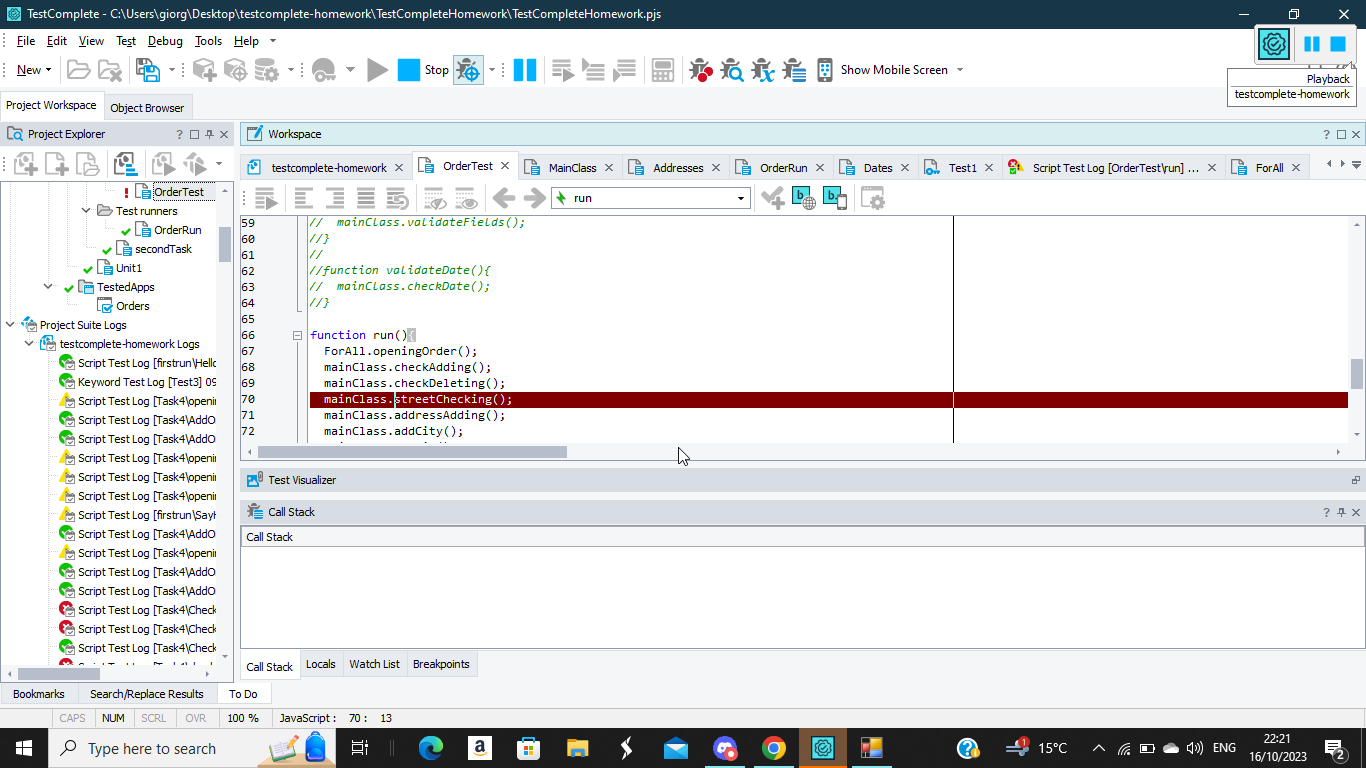 TestComplete - C:\Users\giorg\Desktop\testcomplete-homework\TestCompleteHomework\TestCompleteHomework.pjs
File Edit View Test Debug Tools Help
New Stop Show Mobile Screen
Playback
testcomplete-homework
Project Workspace Object Browser
Project Explorer
Workspace
testcomplete-homework OrderTest MainClass Addresses OrderRun Dates Test1 Script Test Log [OrderTest\run] ... ForAll
run
OrderTest
Test runners
OrderRun
secondTask
Unit1
TestedApps
Orders
Project Suite Logs
testcomplete-homework Logs
Script Test Log [firstrun\Hello
Keyword Test Log [Test3] 09
Script Test Log [Task4\openi
Script Test Log [Task4\AddO
Script Test Log [Task4\AddO
Script Test Log [Task4\openi
Script Test Log [Task4\openi
Script Test Log [Task4\openi
Script Test Log [firstrun\SayH
Script Test Log [Task4\AddO
Script Test Log [Task4\openi
Script Test Log [Task4\AddO
Script Test Log [Task4\AddO
Script Test Log [Task4\Check
Script Test Log [Task4\Check
Script Test Log [Task4\Check
59 // mainClass.validateFields();
60 //}
61 //
62 //function validateDate(){
63 // mainClass.checkDate();
64 //}
65
66 function run(){
67 ForAll.openingOrder();
68 mainClass.checkAdding();
69 mainClass.checkDeleting();
70 mainClass.streetChecking();
71 mainClass.addressAdding();
72 mainClass.addCity();
Test Visualizer
Call Stack
Call Stack
Call Stack Locals Watch List Breakpoints
Bookmarks Search/Replace Results To Do
CAPS NUM SCRL OVR 100 % JavaScript : 70 : 13
Type here to search
15°C
ENG
22:21
16/10/2023
2